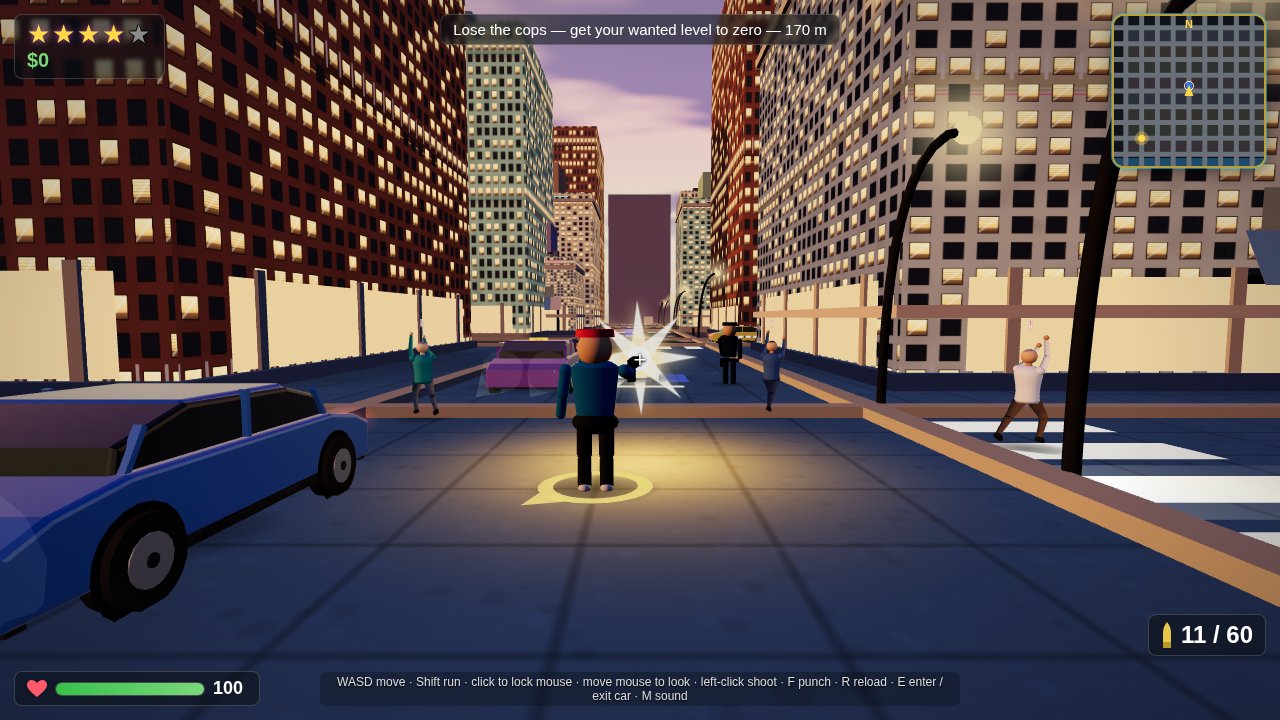 Lose the cops — get your wanted level to zero — 170 m
$0
N
11 / 60
100
WASD move · Shift run · click to lock mouse · move mouse to look · left-click shoot · F punch · R reload · E enter /
exit car · M sound